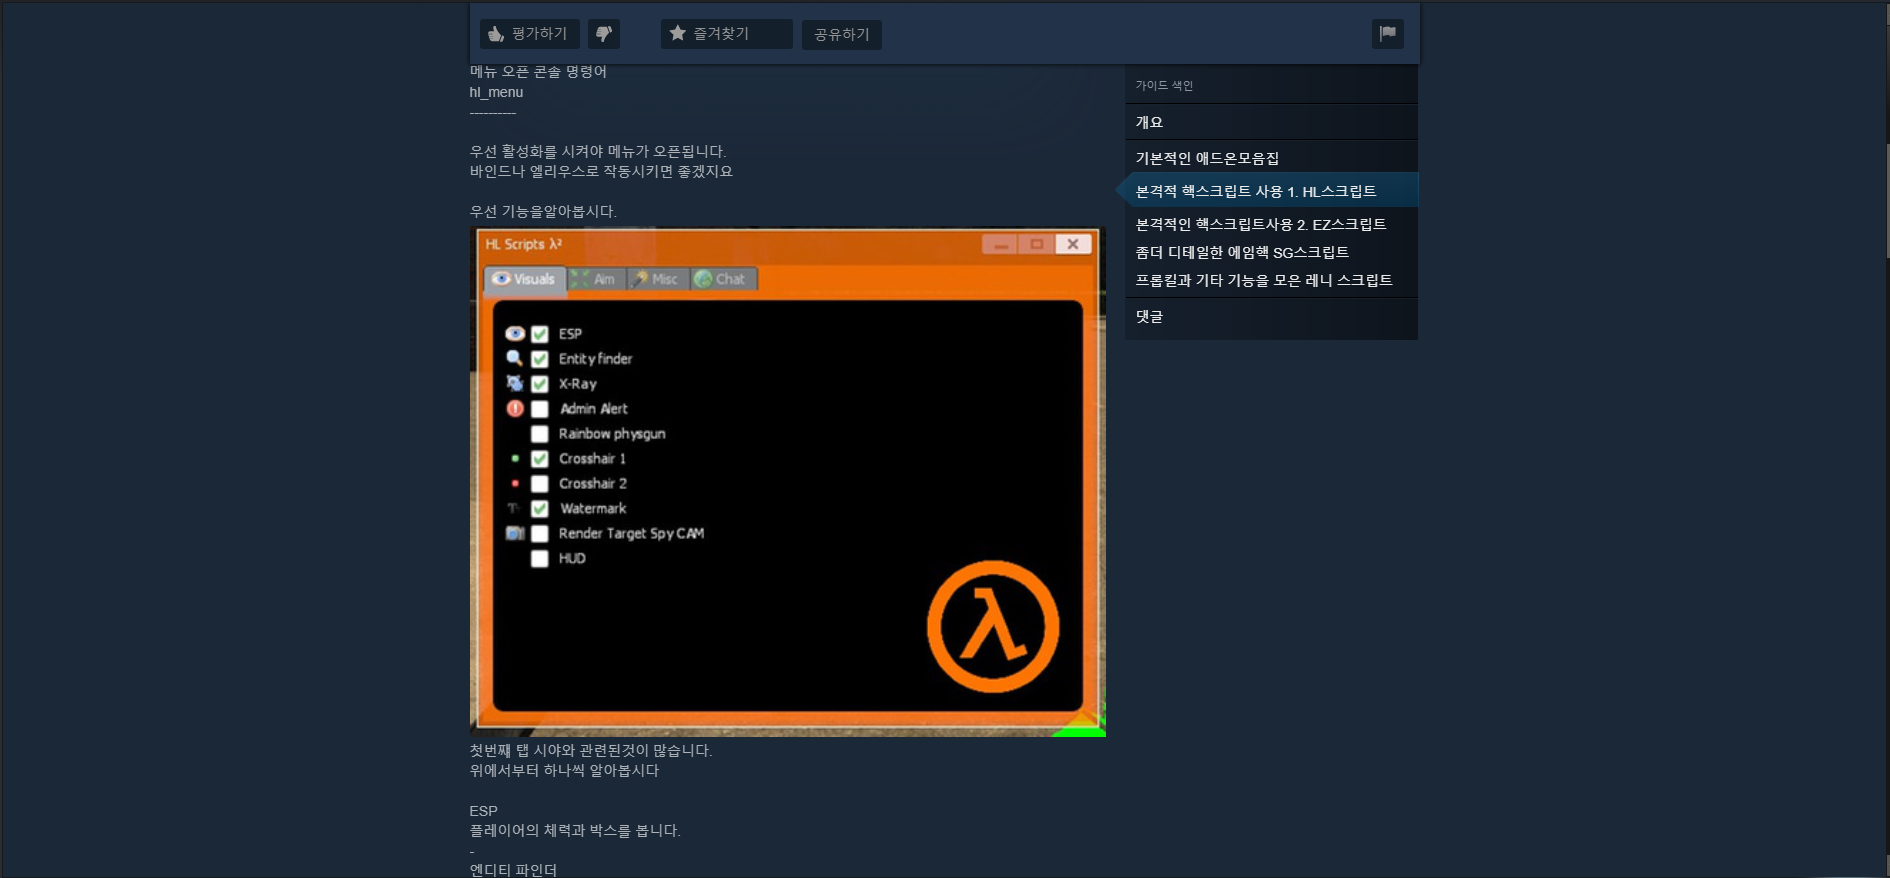 평가하기
즐겨찾기
공유하기
메뉴 오픈 콘솔 명령어
hl_menu
----------
우선 활성화를 시켜야 메뉴가 오픈됩니다.
바인드나 엘리우스로 작동시키면 좋겠지요
우선 기능을알아봅시다.
HL Scripts λ²
Visuals
Aim
Misc
Chat
ESP
Entity finder
X-Ray
Admin Alert
Rainbow physgun
Crosshair 1
Crosshair 2
Watermark
Render Target Spy CAM
HUD
λ
첫번쨰 탭 시야와 관련된것이 많습니다.
위에서부터 하나씩 알아봅시다
ESP
플레이어의 체력과 박스를 봅니다.
-
엔디티 파인더
가이드 색인
개요
기본적인 애드온모음집
본격적 핵스크립트 사용 1. HL스크립트
본격적인 핵스크립트사용 2. EZ스크립트
좀더 디테일한 에임핵 SG스크립트
프롭킬과 기타 기능을 모은 레니 스크립트
댓글